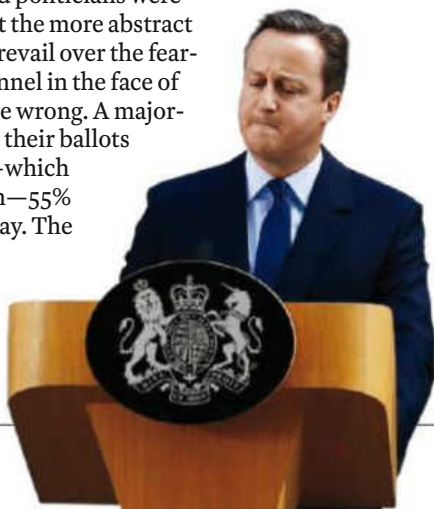 d politicians were
t the more abstract
revail over the fear-
nnel in the face of
e wrong. A major-
their ballots
-which
n—55%
ay. The